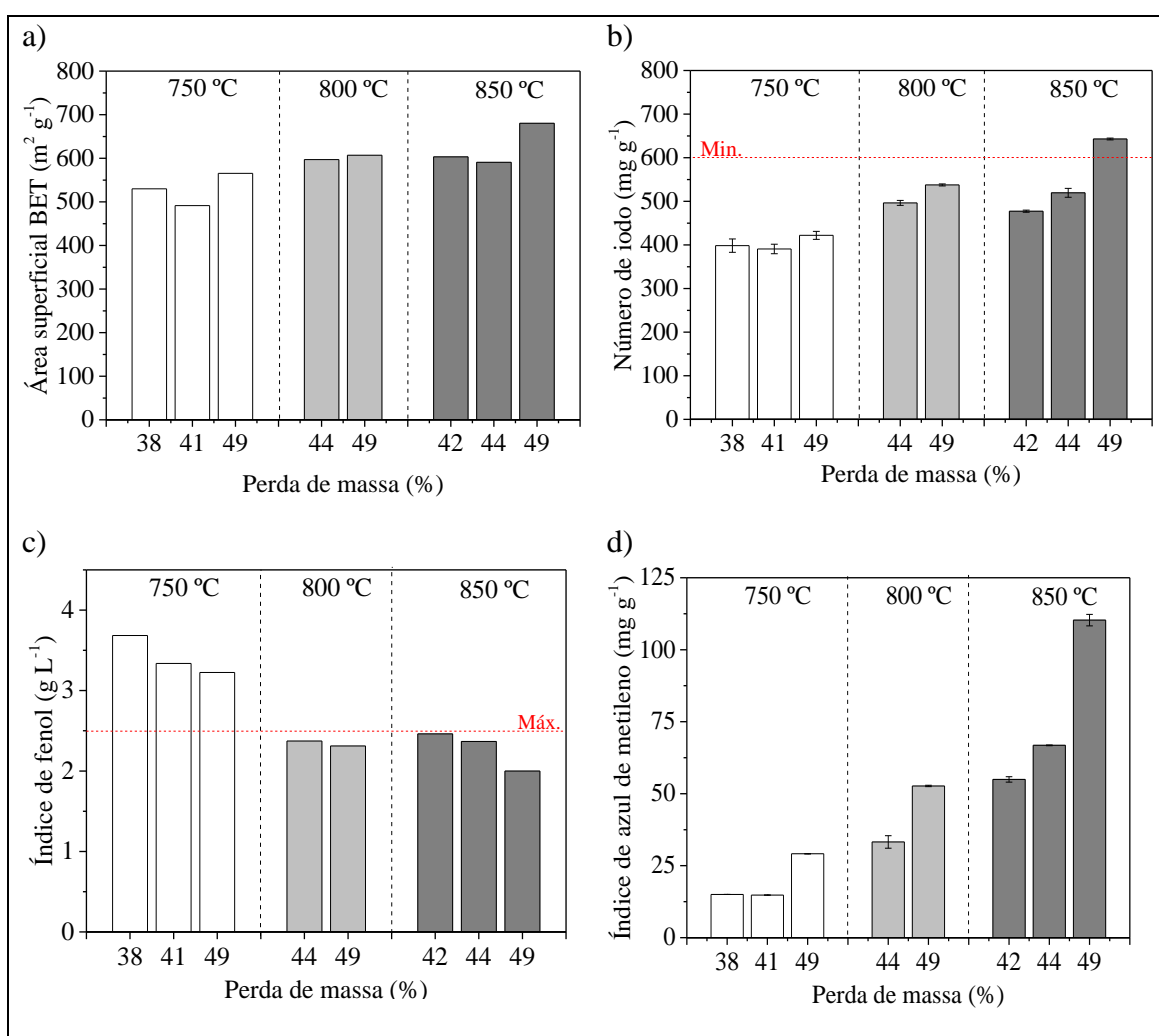 a)
Área superficial BET (m² g⁻¹)
800
700
600
500
400
300
200
100
0
750 ºC
800 ºC
850 ºC
38 41 49 44 49 42 44 49
Perda de massa (%)
b)
Número de iodo (mg g⁻¹)
800
700
600
500
400
300
200
100
0
750 ºC
800 ºC
850 ºC
Min.
38 41 49 44 49 42 44 49
Perda de massa (%)
c)
Índice de fenol (g L⁻¹)
4
3
2
1
0
750 ºC
800 ºC
850 ºC
Máx.
38 41 49 44 49 42 44 49
Perda de massa (%)
d)
Índice de azul de metileno (mg g⁻¹)
125
100
75
50
25
0
750 ºC
800 ºC
850 ºC
38 41 49 44 49 42 44 49
Perda de massa (%)